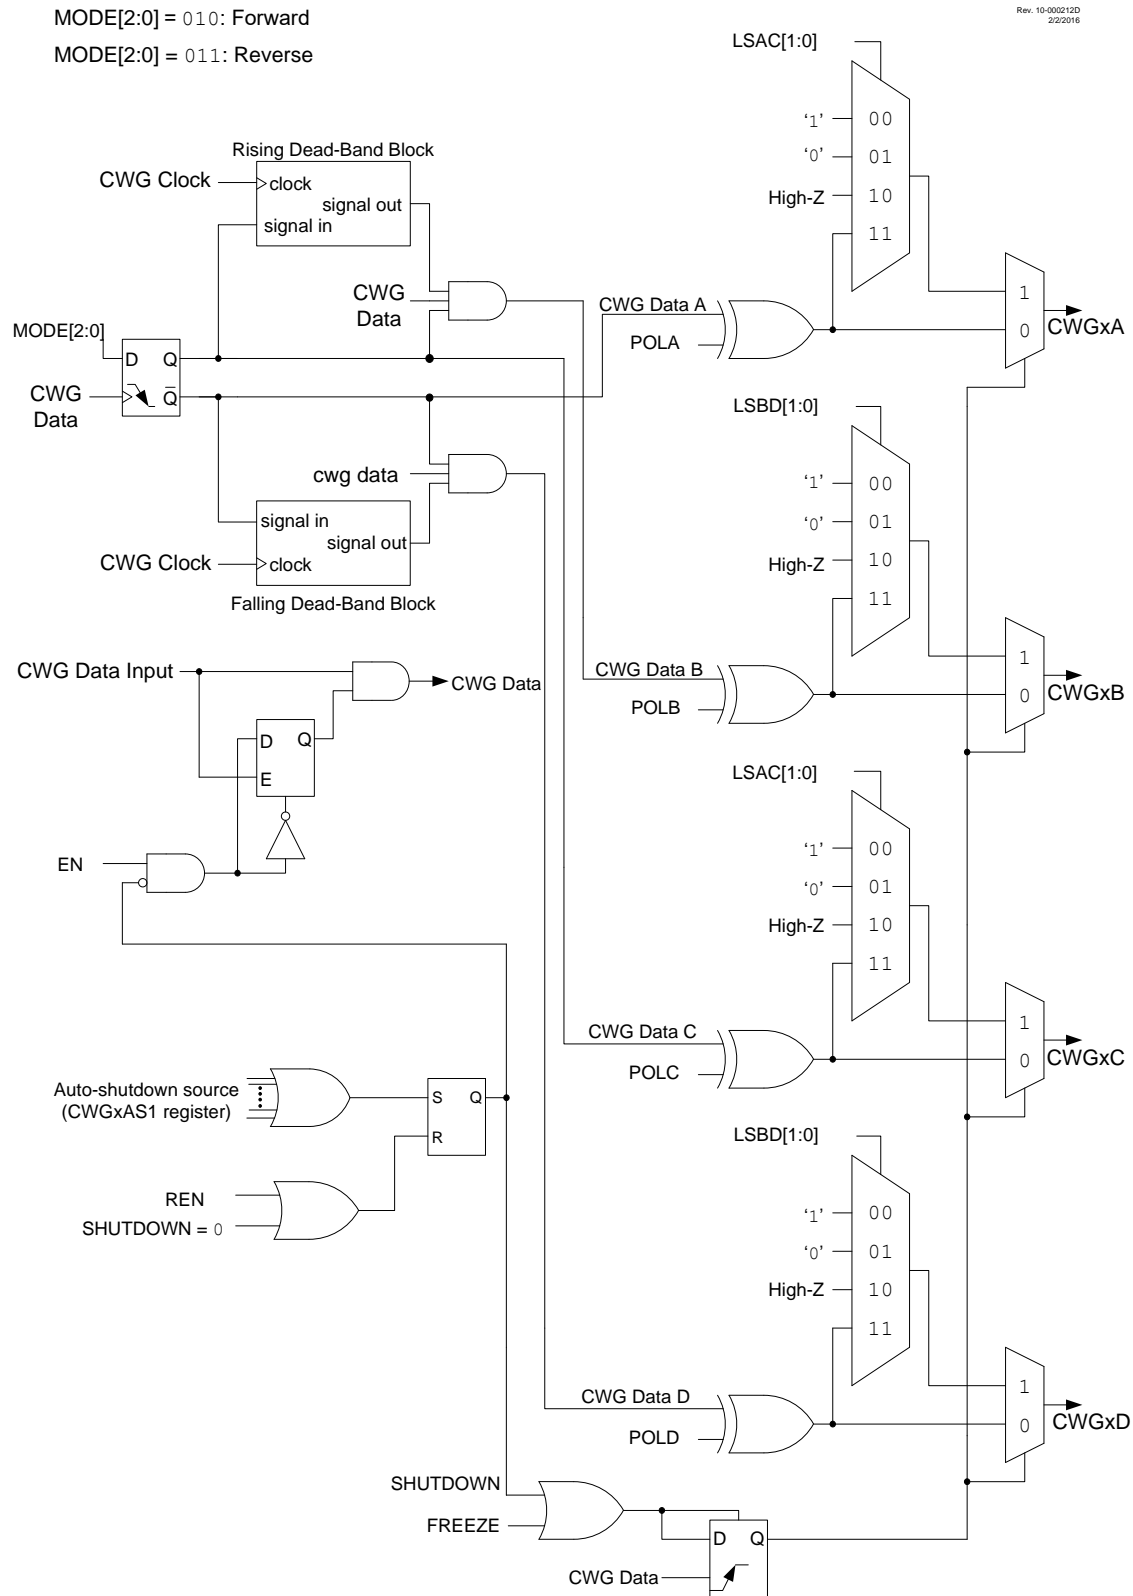 MODE[2:0] = 010: Forward
MODE[2:0] = 011: Reverse
Rev. 10-000212D
2/2/2016
LSAC[1:0]
'1' 00
'0' 01
High-Z 10
11
1
0
CWGxA
Rising Dead-Band Block
CWG Clock
clock
signal out
signal in
CWG
Data
CWG Data A
POLA
MODE[2:0]
D Q
CWG
Data
Q
cwg data
signal in
signal out
CWG Clock
clock
Falling Dead-Band Block
LSBD[1:0]
'1' 00
'0' 01
High-Z 10
11
1
0
CWGxB
CWG Data Input
CWG Data
CWG Data B
POLB
D Q
E
EN
LSAC[1:0]
'1' 00
'0' 01
High-Z 10
11
1
0
CWGxC
CWG Data C
POLC
Auto-shutdown source
(CWGxAS1 register)
S Q
R
REN
SHUTDOWN = 0
LSBD[1:0]
'1' 00
'0' 01
High-Z 10
11
1
0
CWGxD
CWG Data D
POLD
SHUTDOWN
FREEZE
D Q
CWG Data